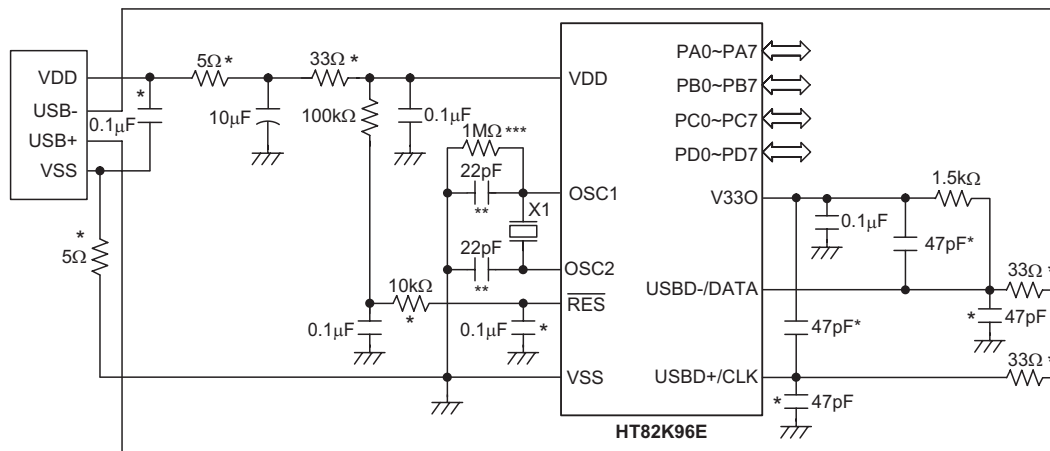 VDD
USB-
USB+
VSS
*
0.1μF
5Ω *
10μF
33Ω *
100kΩ
0.1μF
1MΩ ***
22pF
**
X1
22pF
**
*
5Ω
10kΩ
*
0.1μF
0.1μF *
VDD
OSC1
OSC2
RES
VSS
PA0~PA7
PB0~PB7
PC0~PC7
PD0~PD7
V33O
USBD-/DATA
USBD+/CLK
HT82K96E
0.1μF
1.5kΩ
47pF*
33Ω *
* 47pF
47pF*
33Ω *
* 47pF